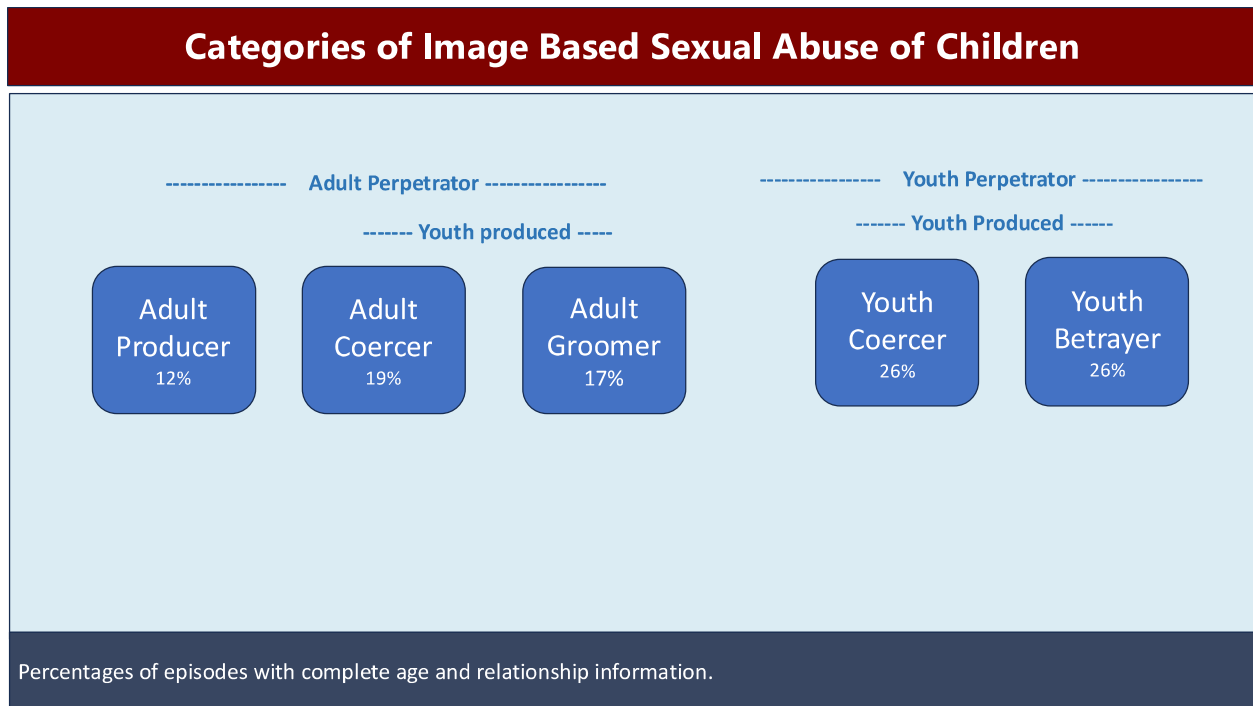 Categories of Image Based Sexual Abuse of Children
----------------- Adult Perpetrator -----------------
----------------- Youth Perpetrator -----------------
------- Youth produced -----
------- Youth Produced ------
Adult
Producer
12%
Adult
Coercer
19%
Adult
Groomer
17%
Youth
Coercer
26%
Youth
Betrayer
26%
Percentages of episodes with complete age and relationship information.